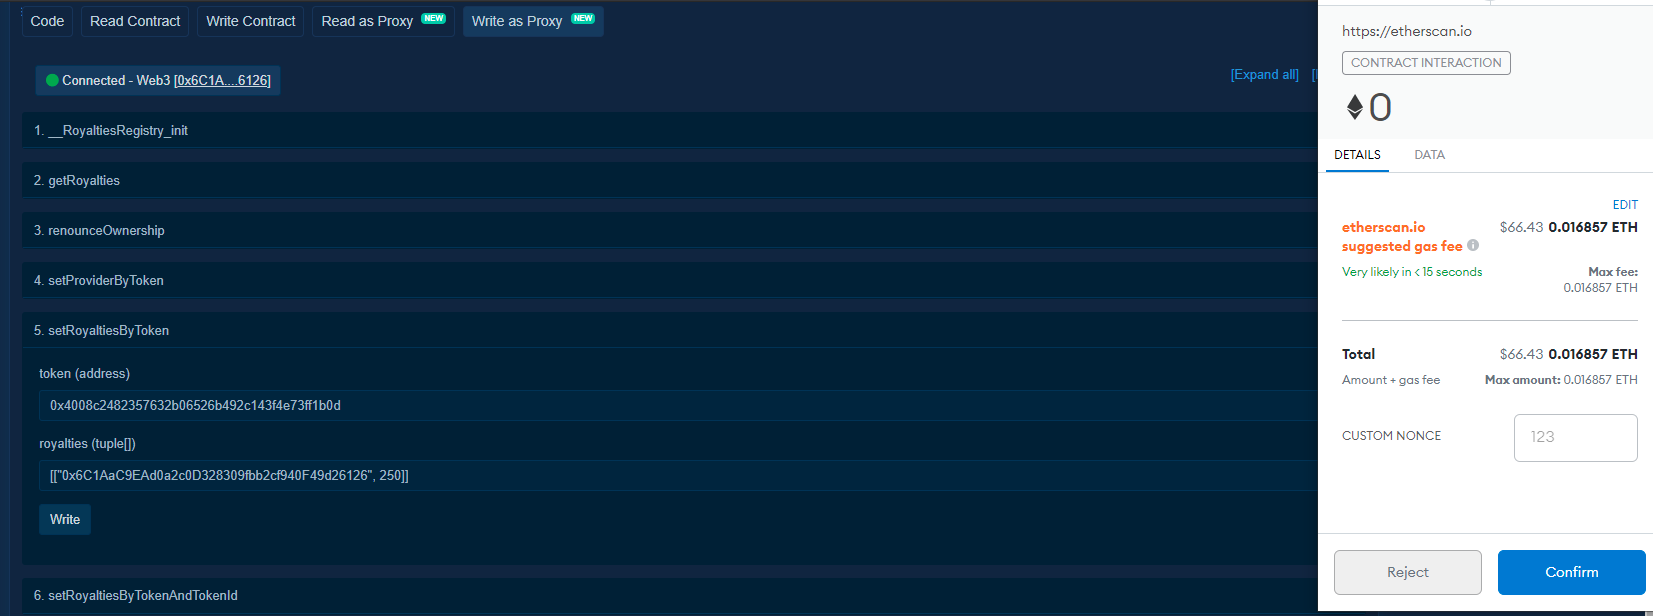 Code
Read Contract
Write Contract
Read as Proxy NEW
Write as Proxy NEW
Connected - Web3 [0x6C1A....6126]
[Expand all]
1. __RoyaltiesRegistry_init
2. getRoyalties
3. renounceOwnership
4. setProviderByToken
5. setRoyaltiesByToken
token (address)
0x4008c2482357632b06526b492c143f4e73ff1b0d
royalties (tuple[])
[["0x6C1AaC9EAd0a2c0D328309fbb2cf940F49d26126", 250]]
Write
6. setRoyaltiesByTokenAndTokenId
https://etherscan.io
CONTRACT INTERACTION
0
DETAILS
DATA
EDIT
etherscan.io
suggested gas fee
$66.43 0.016857 ETH
Very likely in < 15 seconds
Max fee:
0.016857 ETH
Total
$66.43 0.016857 ETH
Amount + gas fee
Max amount: 0.016857 ETH
CUSTOM NONCE
123
Reject
Confirm